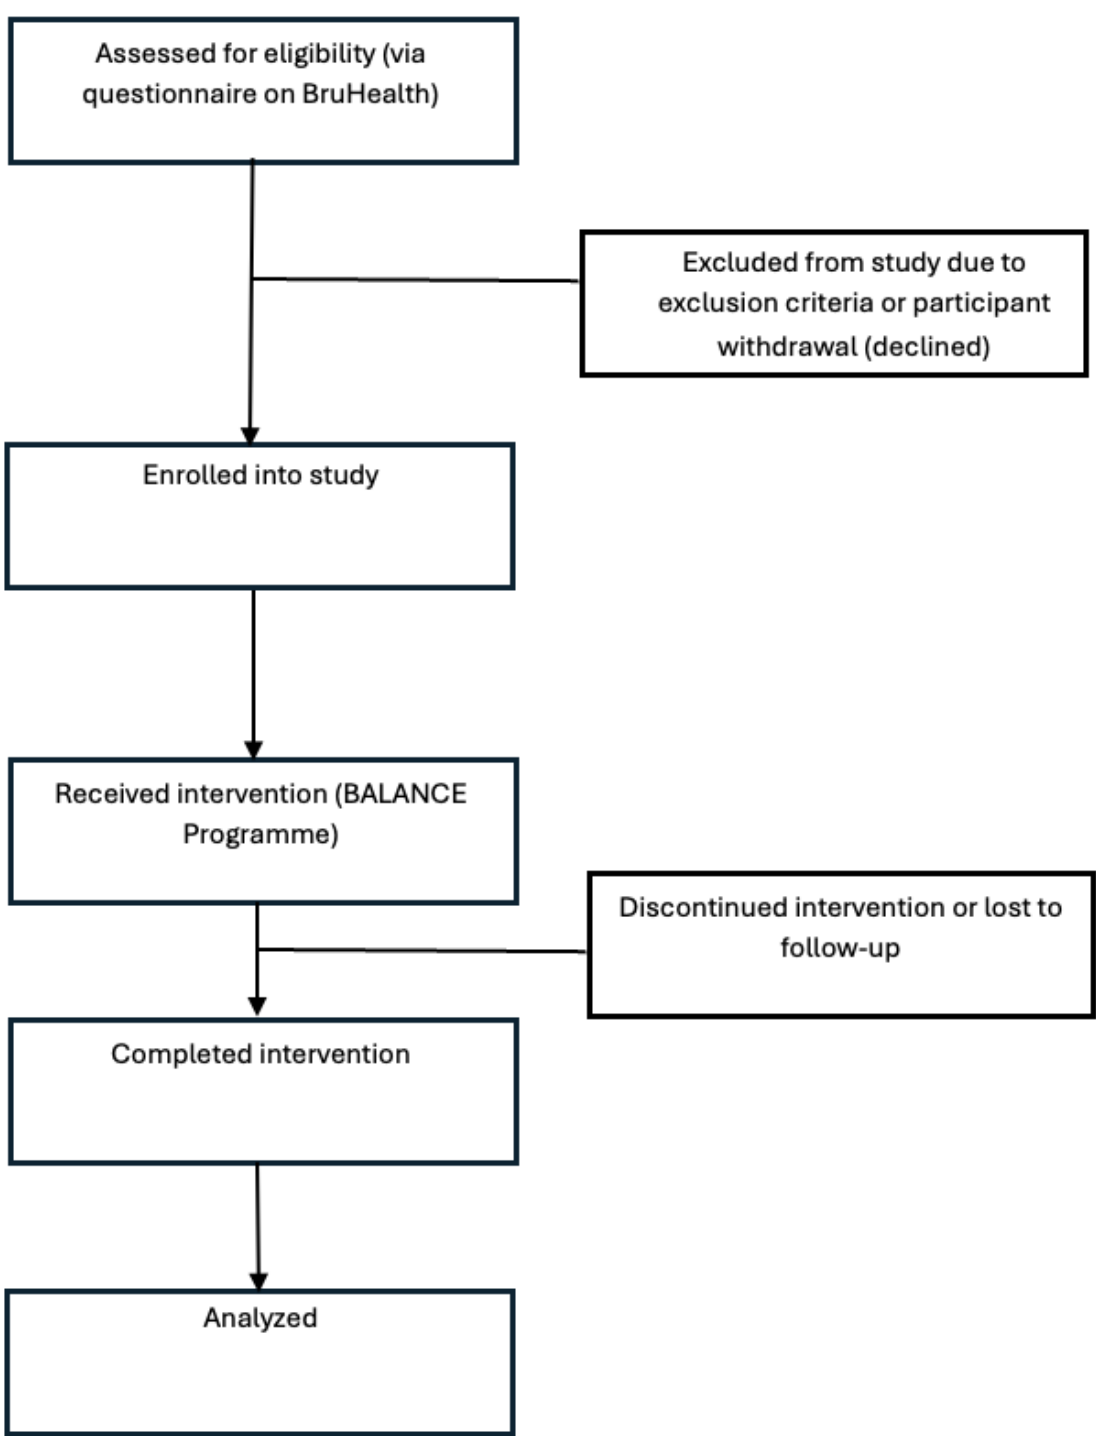 Assessed for eligibility (via
questionnaire on BruHealth)
Excluded from study due to
exclusion criteria or participant
withdrawal (declined)
Enrolled into study
Received intervention (BALANCE
Programme)
Discontinued intervention or lost to
follow-up
Completed intervention
Analyzed